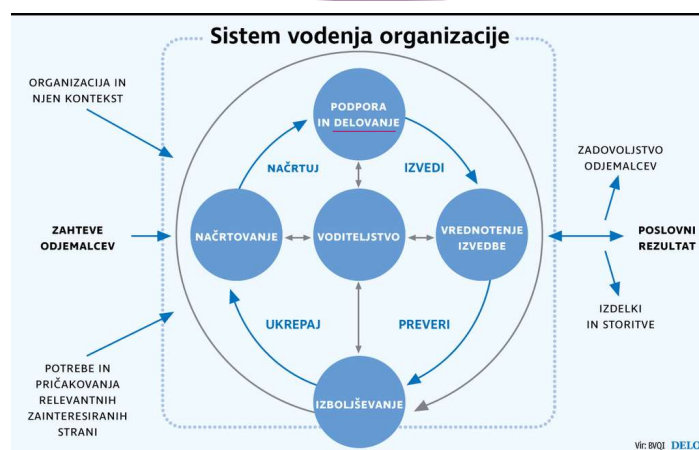 Sistem vodenja organizacije
ORGANIZACIJA IN
NJEN KONTEKST
ZAHTEVE
ODJEMALCEV
POTREBE IN
PRIČAKOVANJA
RELEVANTNIH
ZAINTERESIRANIH
STRANI
PODPORA
IN DELOVANJE
NAČRTUJ
IZVEDI
NAČRTOVANJE
VODITELJSTVO
VREDNOTENJE
IZVEDBE
UKREPAJ
PREVERI
IZBOLJŠEVANJE
ZADOVOLJSTVO
ODJEMALCEV
POSLOVNI
REZULTAT
IZDELKI
IN STORITVE
Vir: BVQI DELO